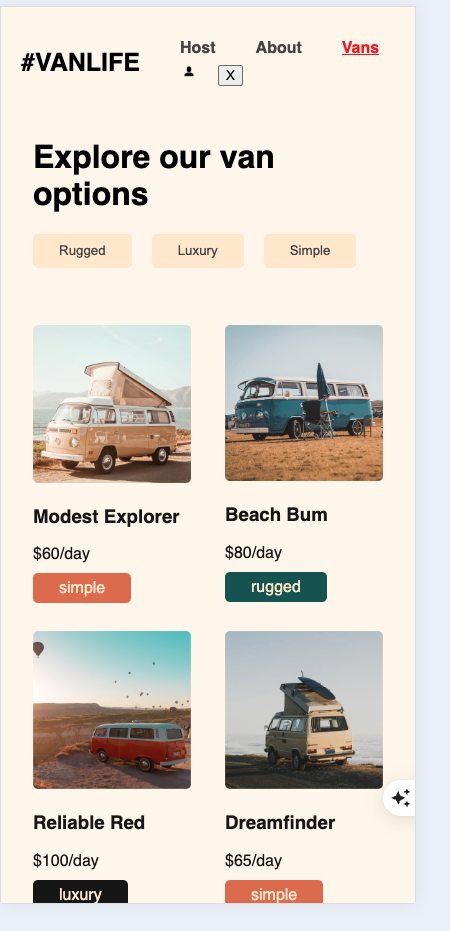 #VANLIFE
Host About Vans
X
Explore our van
options
Rugged Luxury Simple
Modest Explorer
$60/day
simple
Beach Bum
$80/day
rugged
Reliable Red
$100/day
luxury
Dreamfinder
$65/day
simple